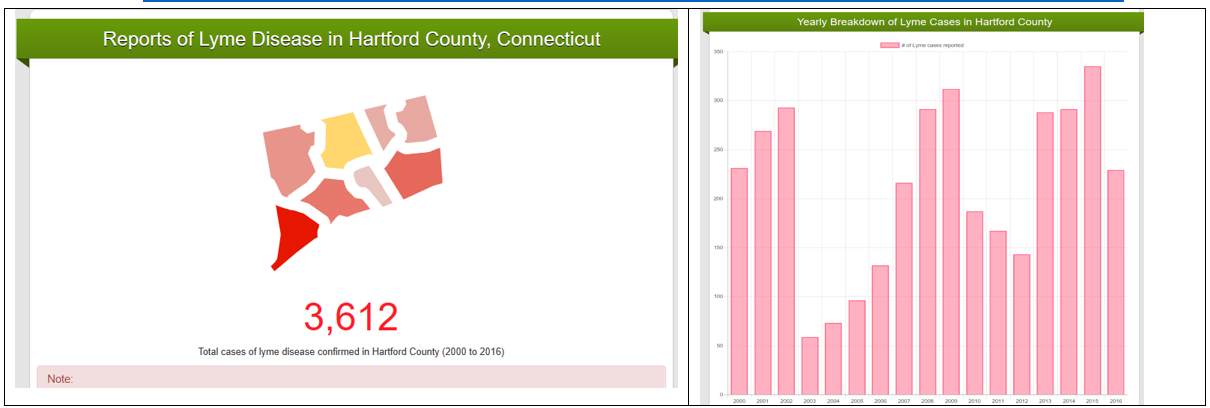 Reports of Lyme Disease in Hartford County, Connecticut
3,612
Total cases of lyme disease confirmed in Hartford County (2000 to 2016)
Note:
Yearly Breakdown of Lyme Cases in Hartford County
# of Lyme cases reported
350
300
250
200
150
100
50
0
2000 2001 2002 2003 2004 2005 2006 2007 2008 2009 2010 2011 2012 2013 2014 2015 2016